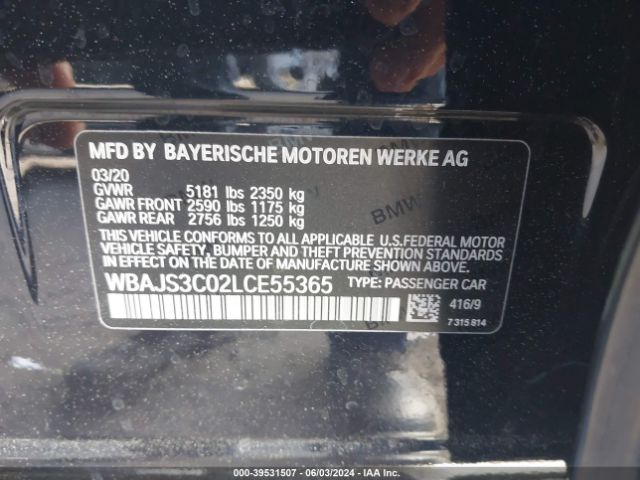 MFD BY BAYERISCHE MOTOREN WERKE AG
03/20
GVWR 5181 lbs 2350 kg
GAWR FRONT 2590 lbs 1175 kg
GAWR REAR 2756 lbs 1250 kg
THIS VEHICLE CONFORMS TO ALL APPLICABLE U.S.FEDERAL MOTOR
VEHICLE SAFETY, BUMPER, AND THEFT PREVENTION STANDARDS
IN EFFECT ON THE DATE OF MANUFACTURE SHOWN ABOVE.
WBAJS3C02LCE55365 TYPE: PASSENGER CAR
416/9
7315814
BMW
000-39531507 - 06/03/2024 - IAA Inc.